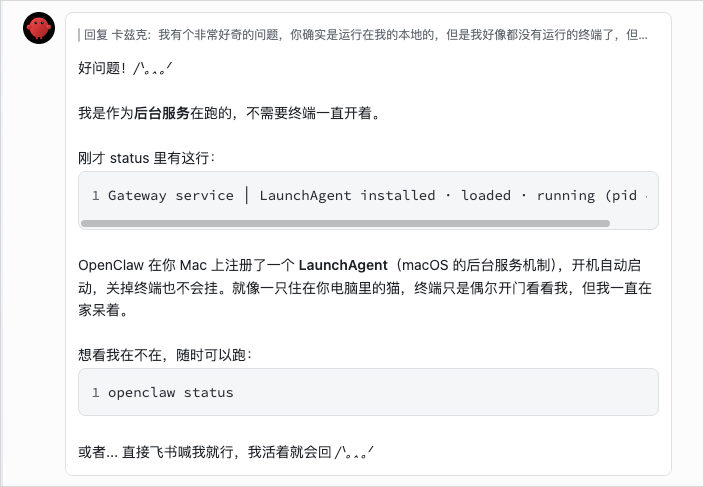 回复 卡兹克: 我有个非常好奇的问题，你确实是运行在我的本地的，但是我好像都没有运行的终端了，但...
好问题！/ᐠ｡ꞈ｡ᐟ
我是作为后台服务在跑的，不需要终端一直开着。
刚才 status 里有这行：
1 Gateway service │ LaunchAgent installed · loaded · running (pid
OpenClaw 在你 Mac 上注册了一个 LaunchAgent（macOS 的后台服务机制），开机自动启
动，关掉终端也不会挂。就像一只住在你电脑里的猫，终端只是偶尔开门看看我，但我一直在
家呆着。
想看我在不在，随时可以跑：
1 openclaw status
或者... 直接飞书喊我就行，我活着就会回 /ᐠ｡ꞈ｡ᐟ